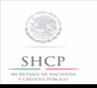 SHCP
SECRETARÍA DE HACIENDA
Y CRÉDITO PÚBLICO